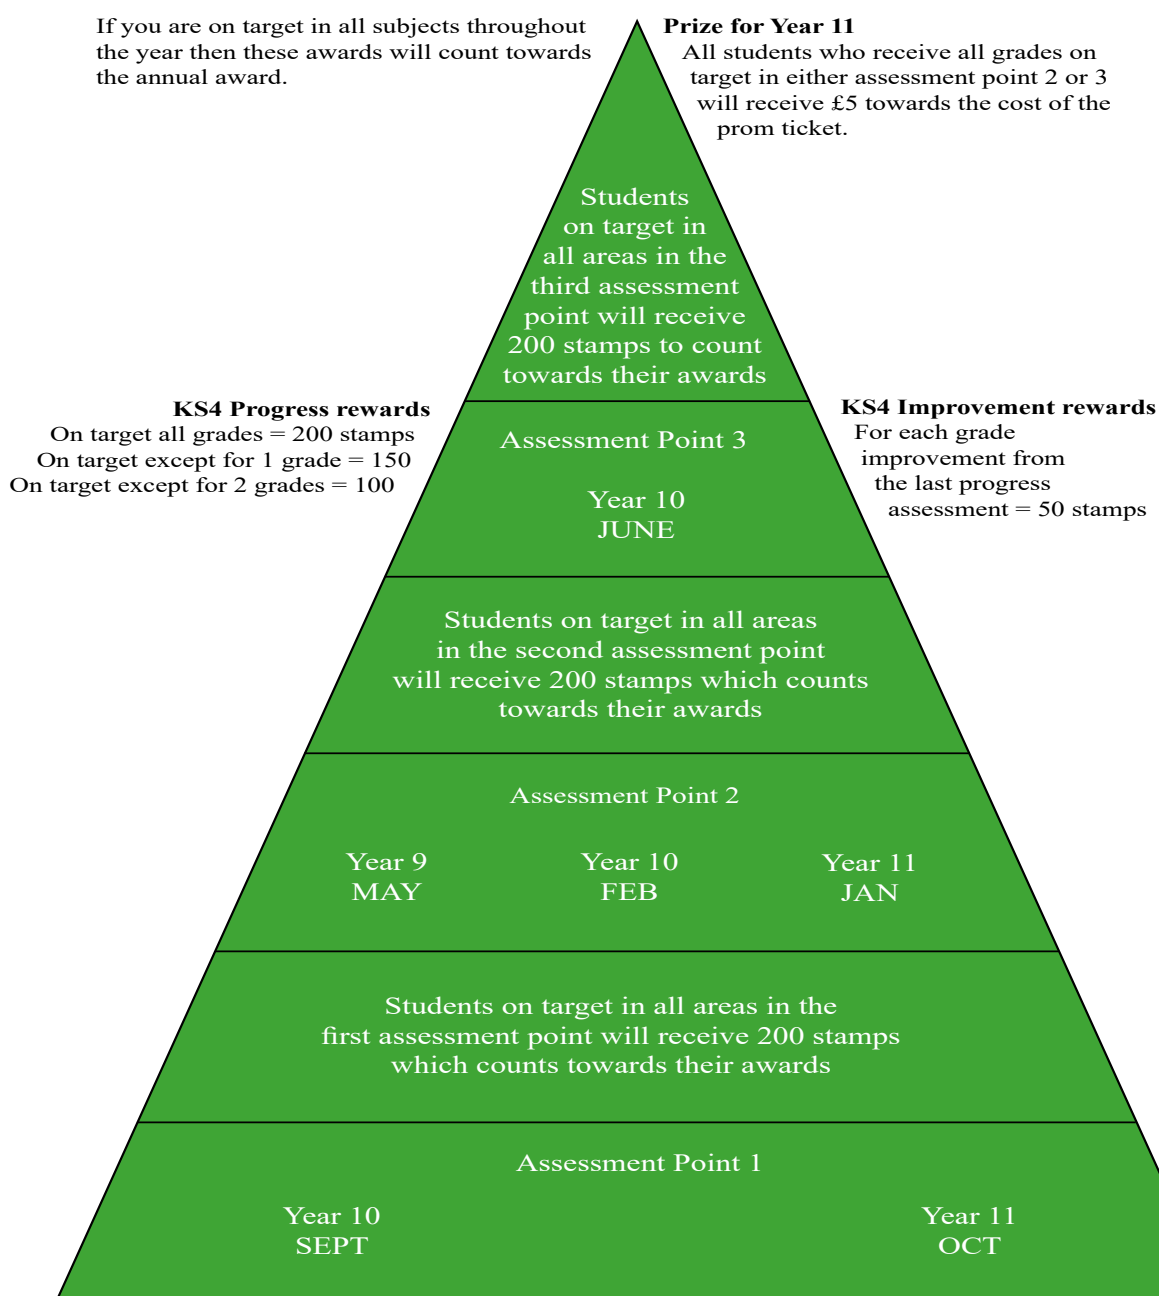 If you are on target in all subjects throughout
the year then these awards will count towards
the annual award.
Prize for Year 11
All students who receive all grades on
target in either assessment point 2 or 3
will receive £5 towards the cost of the
prom ticket.
Students
on target in
all areas in the
third assessment
point will receive
200 stamps to count
towards their awards
KS4 Progress rewards
On target all grades = 200 stamps
On target except for 1 grade = 150
On target except for 2 grades = 100
KS4 Improvement rewards
For each grade
improvement from
the last progress
assessment = 50 stamps
Assessment Point 3
Year 10
JUNE
Students on target in all areas
in the second assessment point
will receive 200 stamps which counts
towards their awards
Assessment Point 2
Year 9
MAY
Year 10
FEB
Year 11
JAN
Students on target in all areas in the
first assessment point will receive 200 stamps
which counts towards their awards
Assessment Point 1
Year 10
SEPT
Year 11
OCT